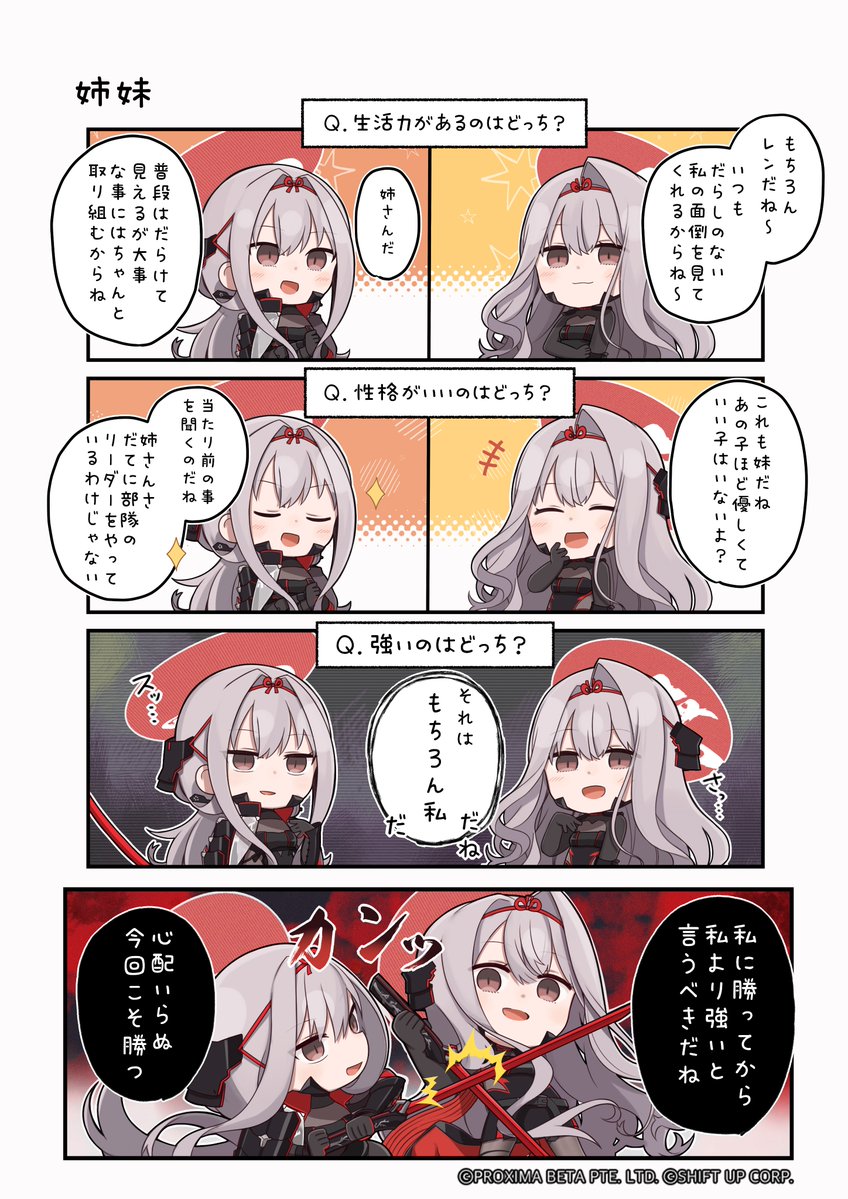 姉妹
Q.生活力があるのはどっち?
もちろん
レンだね~
いつも
だらしのない
私の面倒を見て
くれるからね~
姉さんだ
普段はだらけて
見えるが大事
な事にはちゃんと
取り組むからね
Q.性格がいいのはどっち?
これも妹だね
あの子ほど優しくて
いい子はいないよ?
当たり前の事
を聞くのだね
姉さんさ
だてに部隊の
リーダーをやって
いるわけじゃない
Q.強いのはどっち?
それは
もちろん私
だね
だ
さっ…
スッ…
私に勝ってから
私より強いと
言うべきだね
カンッ
心配いらぬ
今回こそ勝つ
©PROXIMA BETA PTE. LTD. ©SHIFT UP CORP.